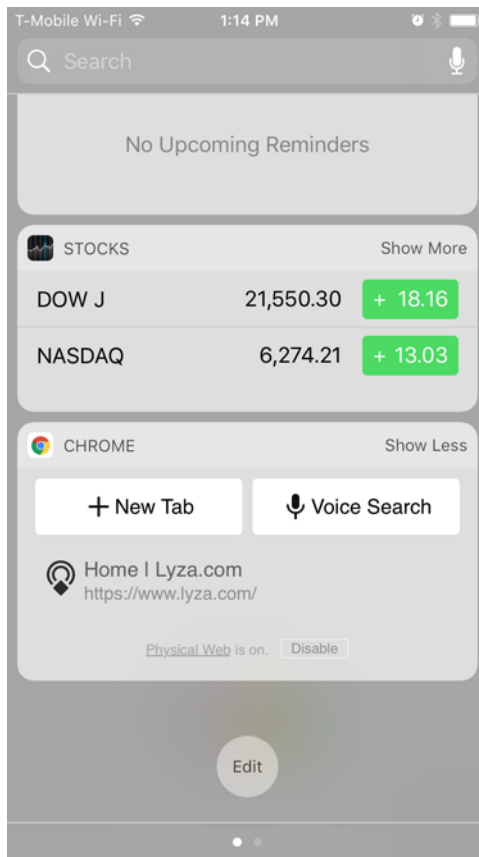 T-Mobile Wi-Fi 1:14 PM
Search
No Upcoming Reminders
STOCKS Show More
DOW J 21,550.30 + 18.16
NASDAQ 6,274.21 + 13.03
CHROME Show Less
+ New Tab Voice Search
Home | Lyza.com
https://www.lyza.com/
Physical Web is on. Disable
Edit